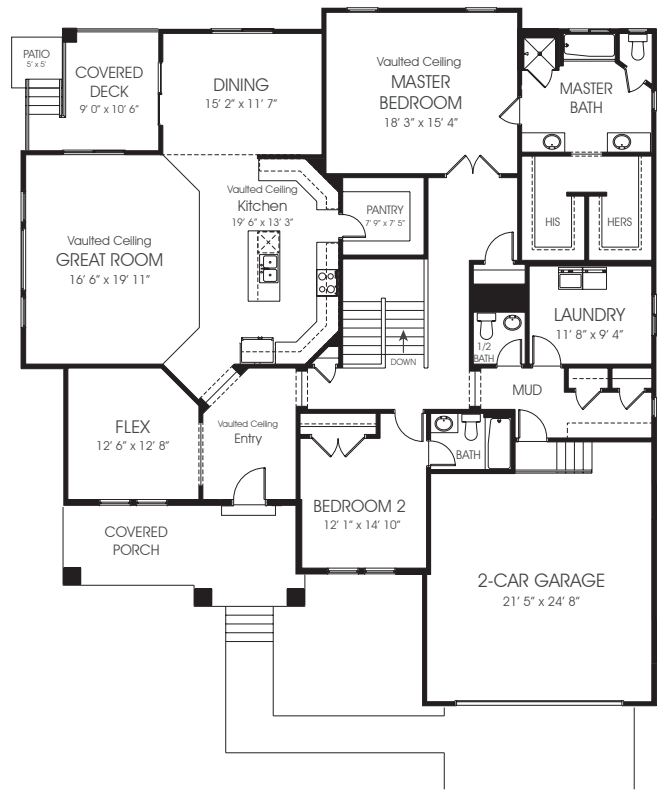 PATIO
5' x 5'
COVERED
DECK
9' 0" x 10' 6"
DINING
15' 2" x 11' 7"
Vaulted Ceiling
MASTER
BEDROOM
18' 3" x 15' 4"
MASTER
BATH
Vaulted Ceiling
Kitchen
19' 6" x 13' 3"
PANTRY
7' 9" x 7' 5"
HIS
HERS
Vaulted Ceiling
GREAT ROOM
16' 6" x 19' 11"
LAUNDRY
11' 8" x 9' 4"
1/2
BATH
DOWN
MUD
FLEX
12' 6" x 12' 8"
Vaulted Ceiling
Entry
BATH
BEDROOM 2
12' 1" x 14' 10"
COVERED
PORCH
2-CAR GARAGE
21' 5" x 24' 8"